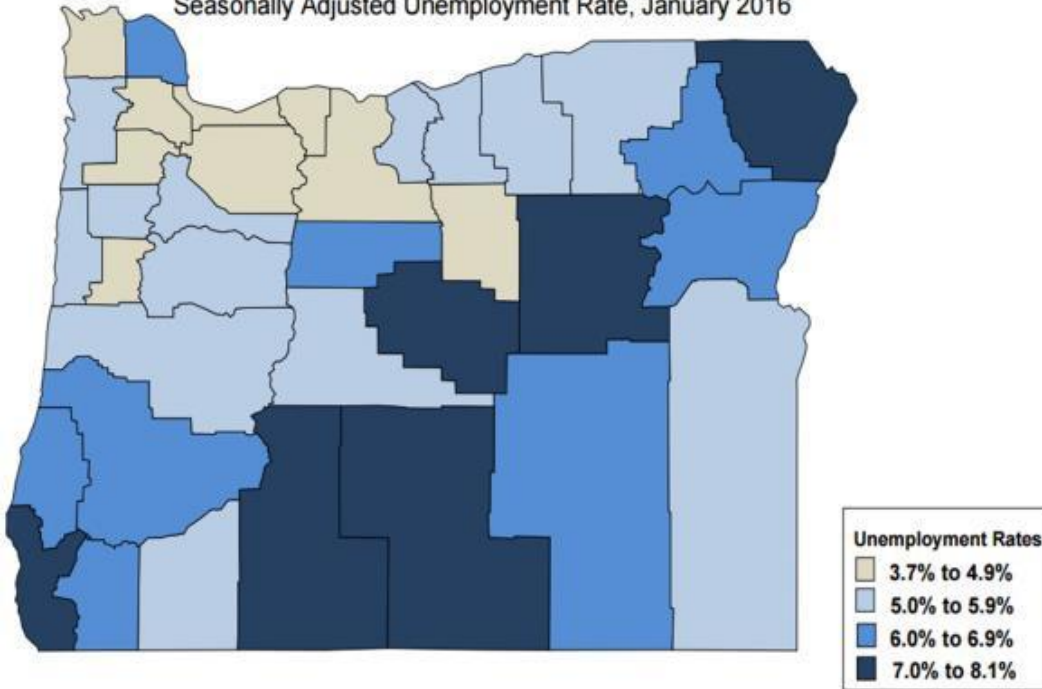 Seasonally Adjusted Unemployment Rate, January 2016
Unemployment Rates
3.7% to 4.9%
5.0% to 5.9%
6.0% to 6.9%
7.0% to 8.1%